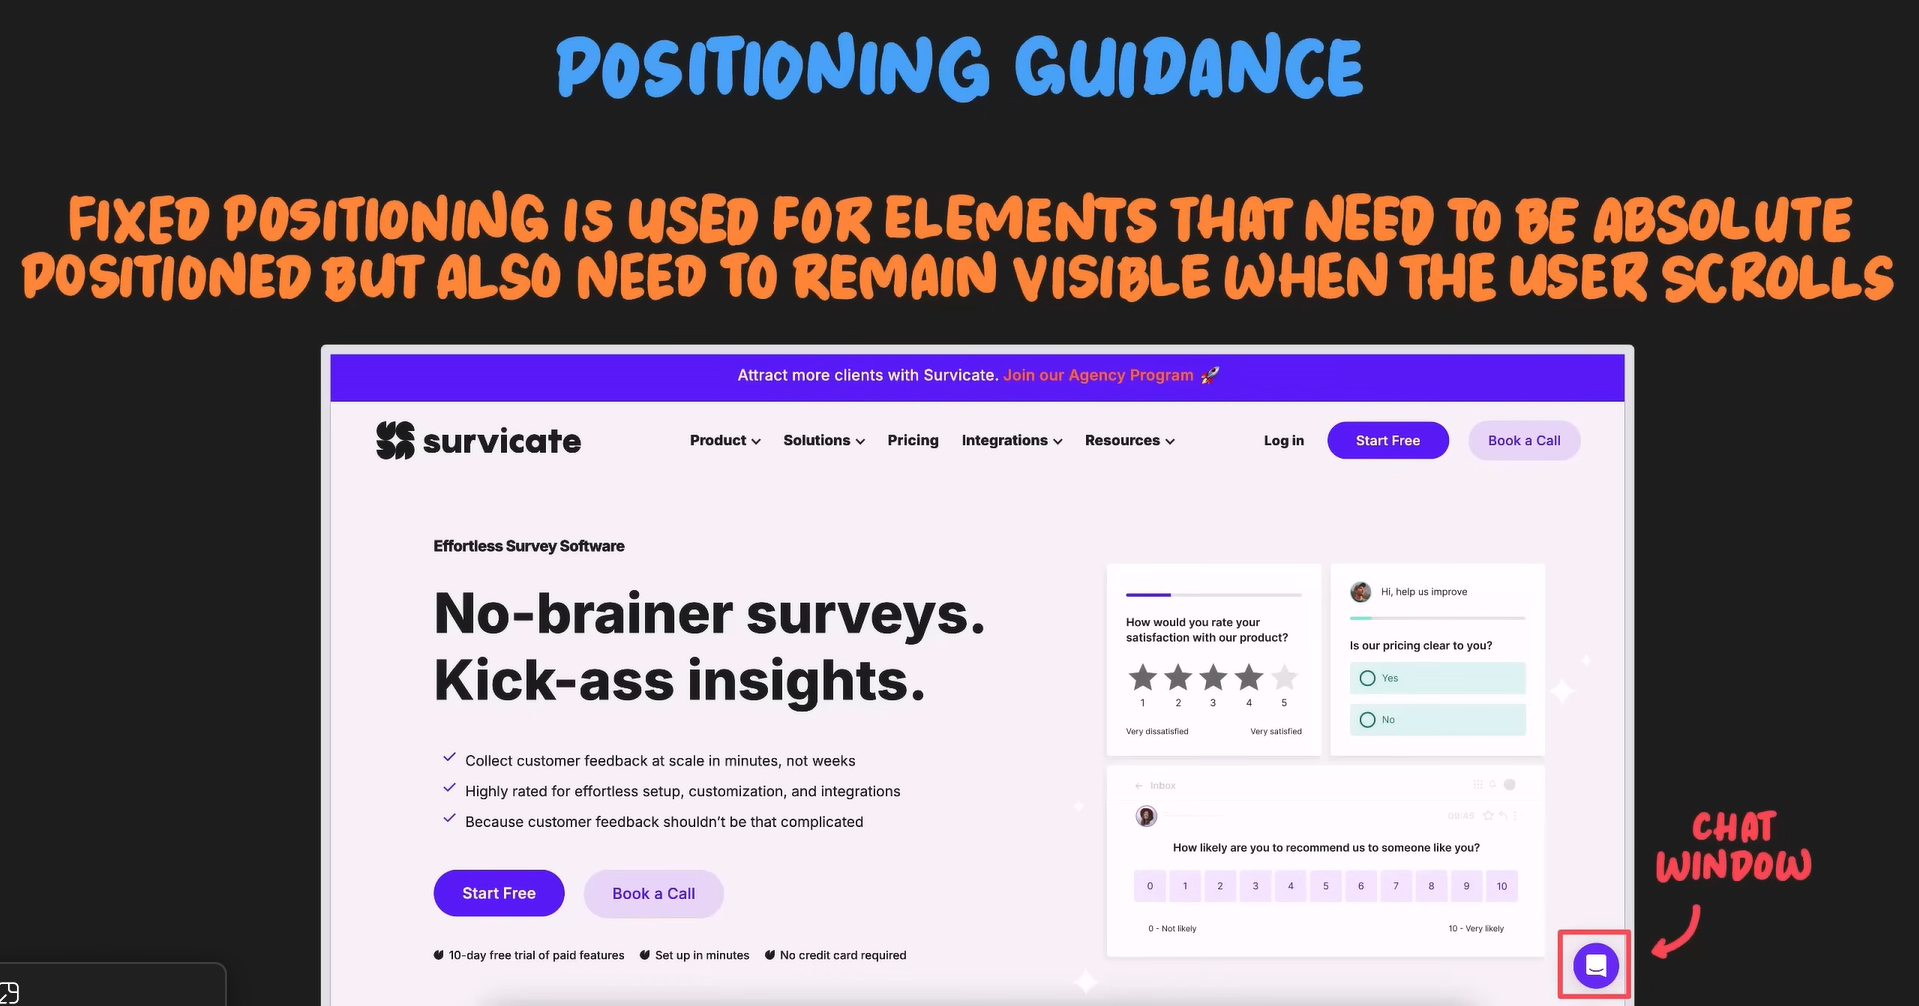 POSITIONING GUIDANCE
FIXED POSITIONING IS USED FOR ELEMENTS THAT NEED TO BE ABSOLUTE
POSITIONED BUT ALSO NEED TO REMAIN VISIBLE WHEN THE USER SCROLLS
Attract more clients with Survicate. Join our Agency Program 🚀
survicate
Product Solutions Pricing Integrations Resources Log in Start Free Book a Call
Effortless Survey Software
No-brainer surveys.
Kick-ass insights.
Collect customer feedback at scale in minutes, not weeks
Highly rated for effortless setup, customization, and integrations
Because customer feedback shouldn't be that complicated
Start Free Book a Call
10-day free trial of paid features Set up in minutes No credit card required
How would you rate your
satisfaction with our product?
1 2 3 4 5
Very dissatisfied Very satisfied
Hi, help us improve
Is our pricing clear to you?
Yes
No
Inbox
09:45
How likely are you to recommend us to someone like you?
0 1 2 3 4 5 6 7 8 9 10
0 - Not likely 10 - Very likely
CHAT
WINDOW